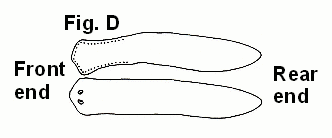 Fig. D
Front
end
Rear
end